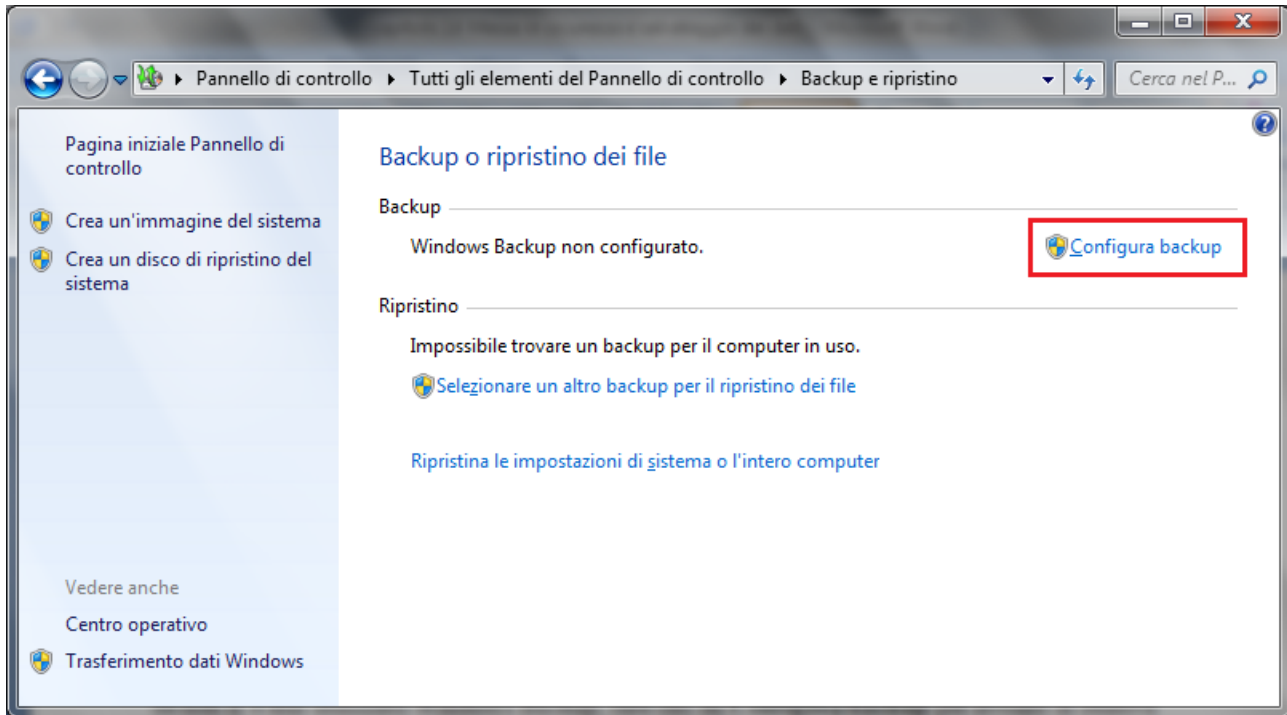 Pannello di controllo Tutti gli elementi del Pannello di controllo Backup e ripristino
Cerca nel P...
Pagina iniziale Pannello di
controllo
Crea un'immagine del sistema
Crea un disco di ripristino del
sistema
Vedere anche
Centro operativo
Trasferimento dati Windows
Backup o ripristino dei file
Backup
Windows Backup non configurato.
Configura backup
Ripristino
Impossibile trovare un backup per il computer in uso.
Selezionare un altro backup per il ripristino dei file
Ripristina le impostazioni di sistema o l'intero computer